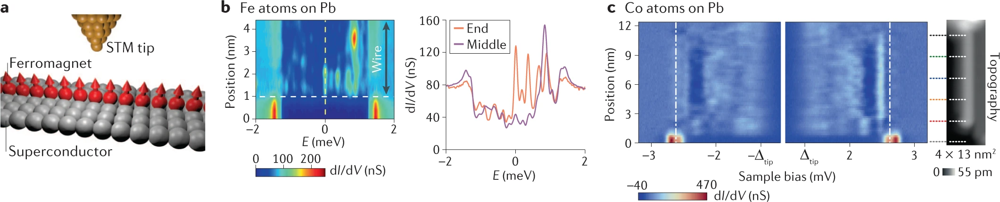 a
STM tip
Ferromagnet
Superconductor
b Fe atoms on Pb
Position (nm)
4
3
2
1
0
Wire
−2 0 2
E (meV)
0 100 200
dI/dV (nS)
dI/dV (nS)
160
120
80
40
0
End
Middle
−2 0 2
E (meV)
c Co atoms on Pb
Position (nm)
12
9
6
3
0
−3 −2 −Δtip Δtip 2 3
Sample bias (mV)
−40 470
dI/dV (nS)
Topography
4 × 13 nm²
0 55 pm